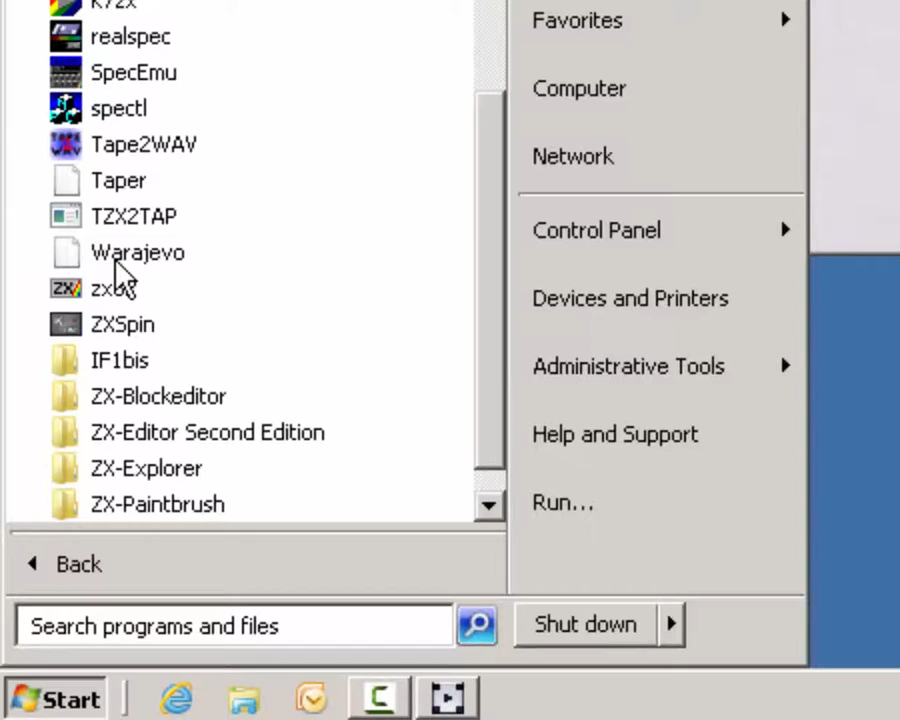 realspec
SpecEmu
spectl
Tape2WAV
Taper
TZX2TAP
Warajevo
ZXSpin
IF1bis
ZX-Blockeditor
ZX-Editor Second Edition
ZX-Explorer
ZX-Paintbrush
Back
Search programs and files
Favorites
Computer
Network
Control Panel
Devices and Printers
Administrative Tools
Help and Support
Run...
Shut down
Start